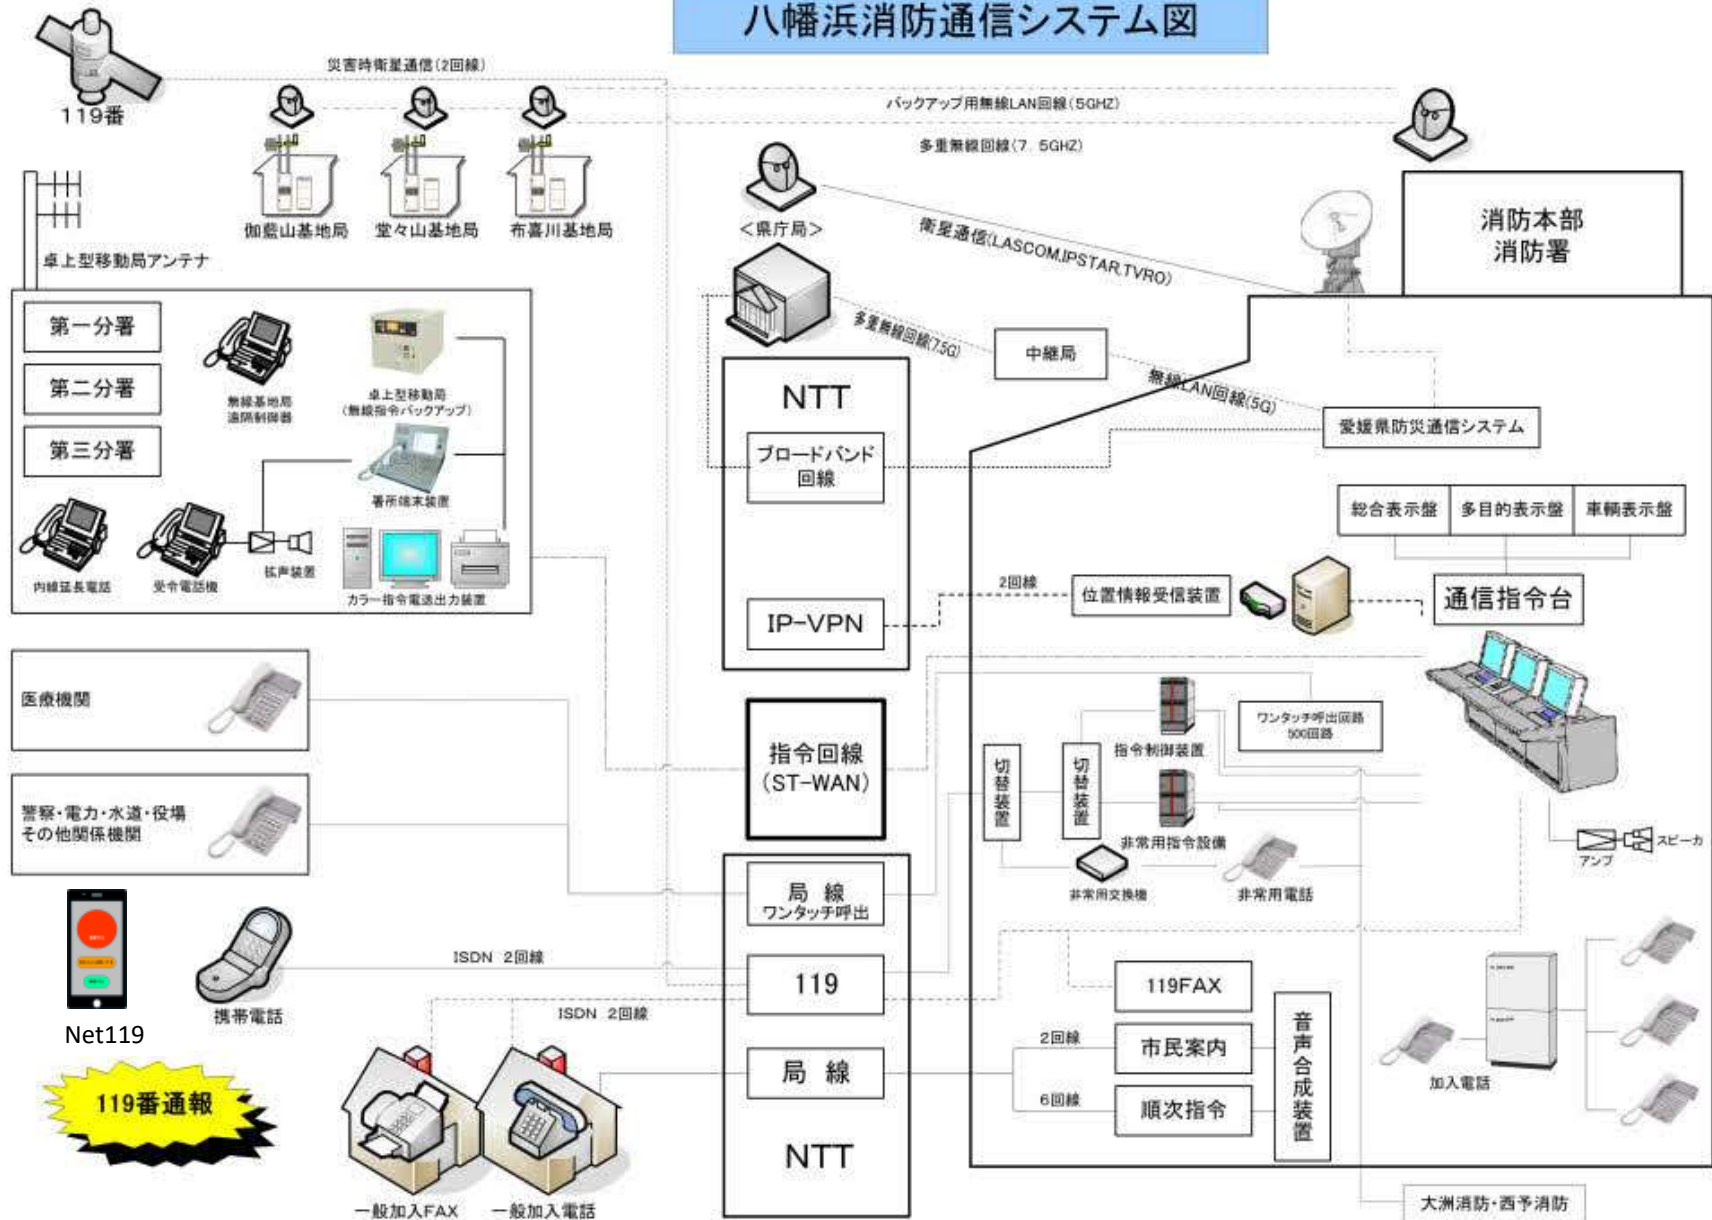 八幡浜消防通信システム図
119番
災害時衛星通信(2回線)
バックアップ用無線LAN回線(5GHZ)
多重無線回線(7.5GHZ)
伽藍山基地局
堂々山基地局
布喜川基地局
卓上型移動局アンテナ
<県庁局>
衛星通信(LASCOM,IPSTAR,TVRO)
消防本部
消防署
第一分署
第二分署
第三分署
無線基地局
遠隔制御器
卓上型移動局
(無線指令バックアップ)
署所端末装置
内線延長電話
受令電話機
拡声装置
カラー指令電送出力装置
多重無線回線(7.5G)
中継局
無線LAN回線(5G)
愛媛県防災通信システム
NTT
ブロードバンド
回線
IP-VPN
2回線
位置情報受信装置
総合表示盤
多目的表示盤
車輌表示盤
通信指令台
医療機関
警察・電力・水道・役場
その他関係機関
指令回線
(ST-WAN)
ワンタッチ呼出回路
500回路
指令制御装置
切替装置
切替装置
非常用指令設備
非常用交換機
非常用電話
アンプ
スピーカ
局 線
ワンタッチ呼出
ISDN 2回線
119
ISDN 2回線
局 線
NTT
Net119
携帯電話
119番通報
一般加入FAX
一般加入電話
119FAX
2回線
市民案内
6回線
順次指令
音声合成装置
加入電話
大洲消防・西予消防